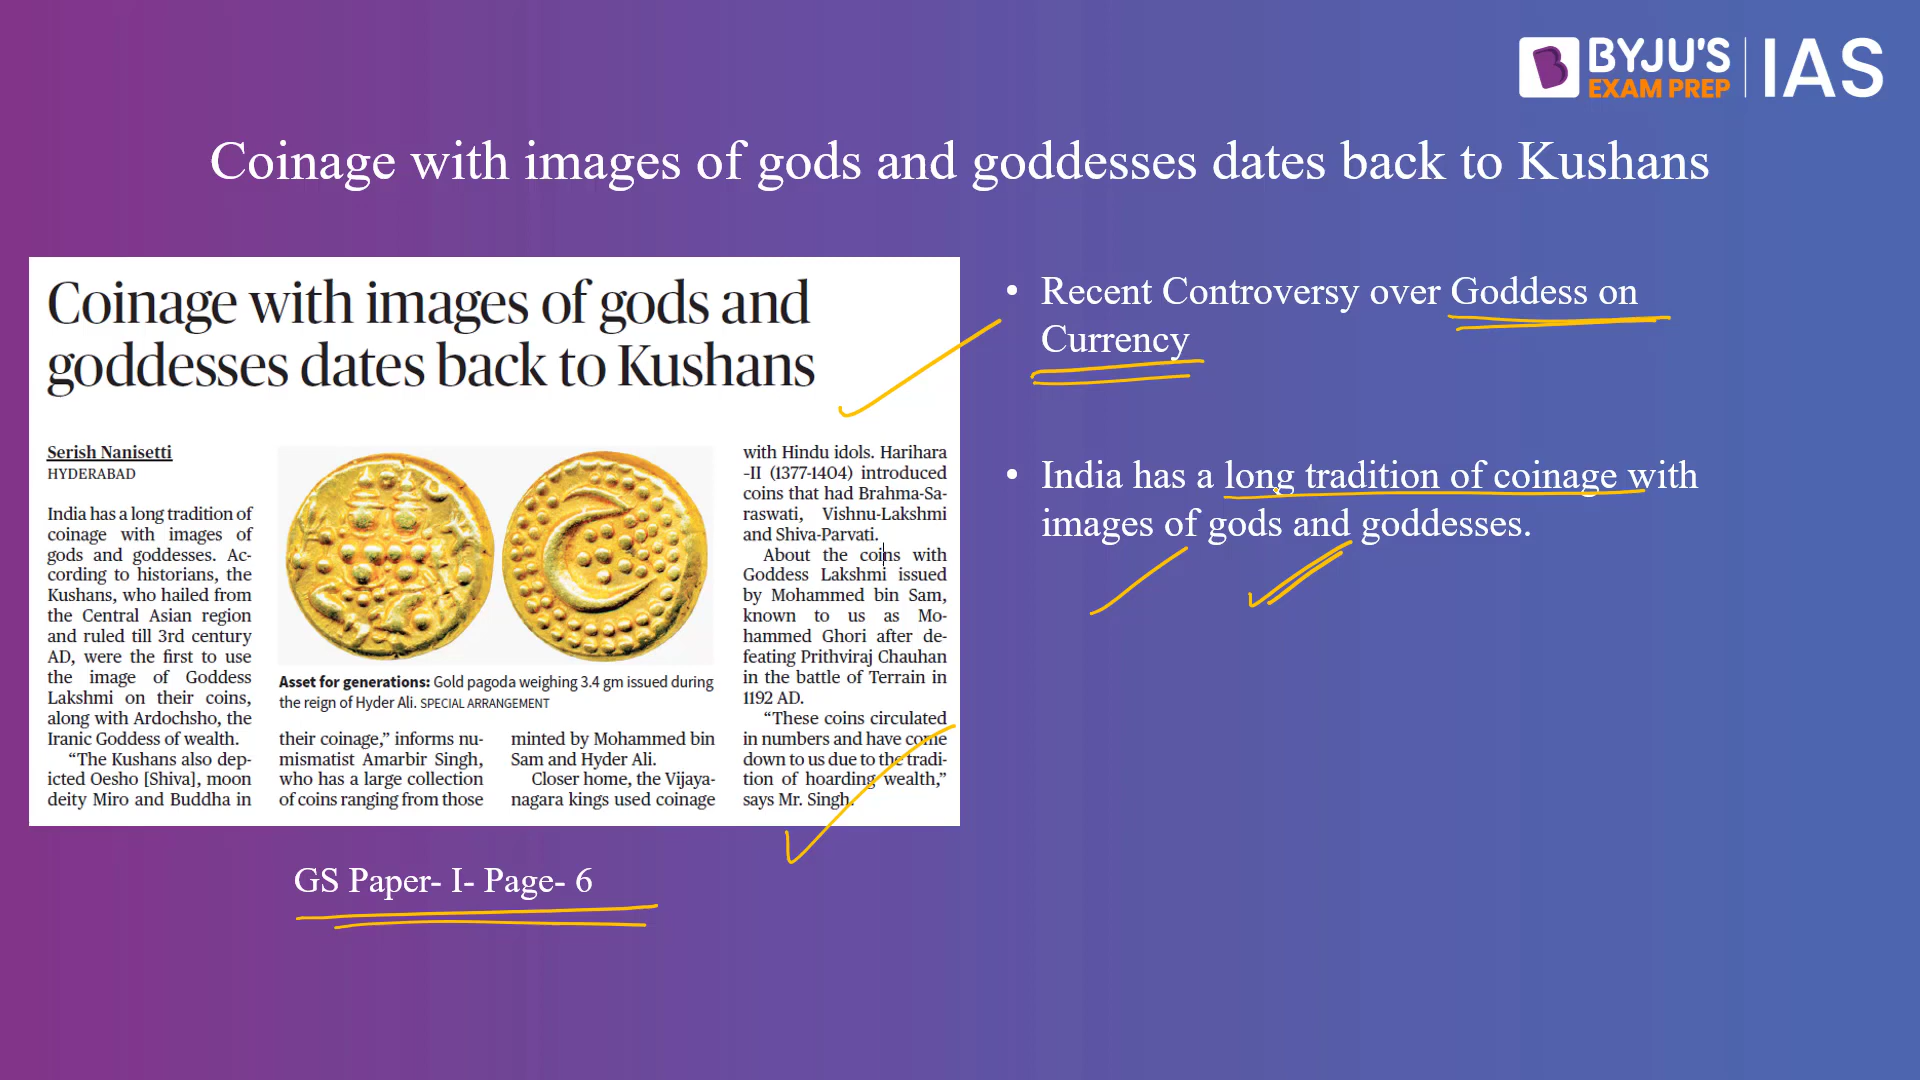 BYJU'S
EXAM PREP
IAS
Coinage with images of gods and goddesses dates back to Kushans
Coinage with images of gods and
goddesses dates back to Kushans
Serish Nanisetti
HYDERABAD
India has a long tradition of
coinage with images of
gods and goddesses. Ac-
cording to historians, the
Kushans, who hailed from
the Central Asian region
and ruled till 3rd century
AD, were the first to use
the image of Goddess
Lakshmi on their coins,
along with Ardochsho, the
Iranic Goddess of wealth.
“The Kushans also dep-
icted Oesho [Shiva], moon
deity Miro and Buddha in
Asset for generations: Gold pagoda weighing 3.4 gm issued during
the reign of Hyder Ali. SPECIAL ARRANGEMENT
their coinage,” informs nu-
mismatist Amarbir Singh,
who has a large collection
of coins ranging from those
minted by Mohammed bin
Sam and Hyder Ali.
Closer home, the Vijaya-
nagara kings used coinage
with Hindu idols. Harihara
-II (1377-1404) introduced
coins that had Brahma-Sa-
raswati, Vishnu-Lakshmi
and Shiva-Parvati.
About the coins with
Goddess Lakshmi issued
by Mohammed bin Sam,
known to us as Mo-
hammed Ghori after de-
feating Prithviraj Chauhan
in the battle of Terrain in
1192 AD.
“These coins circulated
in numbers and have come
down to us due to the tradi-
tion of hoarding wealth,”
says Mr. Singh.
GS Paper- I- Page- 6
• Recent Controversy over Goddess on
Currency
• India has a long tradition of coinage with
images of gods and goddesses.